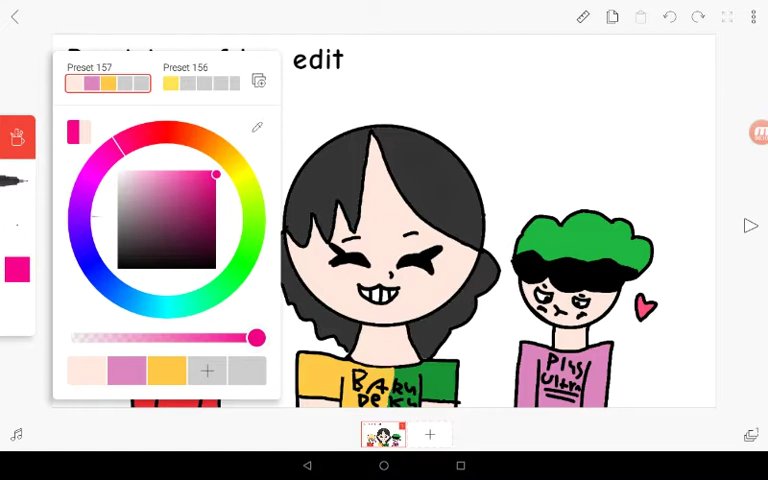 Preset 157
Preset 156
edit
Baku
Deku
Plus
Ultra